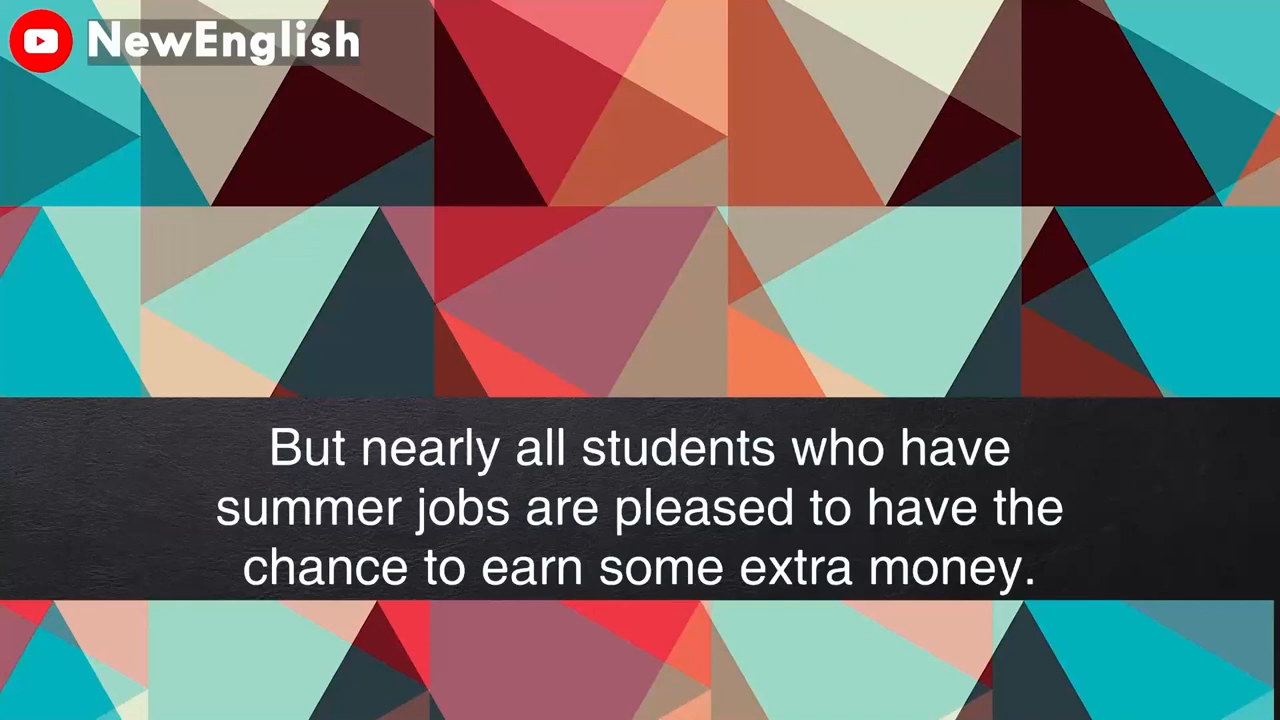 NewEnglish
But nearly all students who have
summer jobs are pleased to have the
chance to earn some extra money.